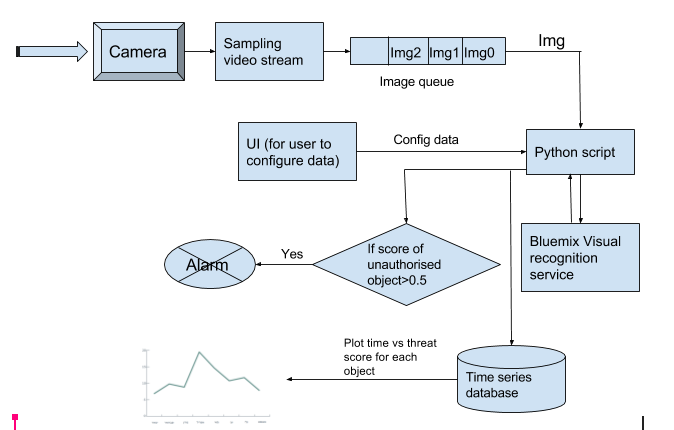 Camera
Sampling
video stream
Img2 Img1 Img0
Img
Image queue
UI (for user to
configure data)
Config data
Python script
Bluemix Visual
recognition
service
If score of
unauthorised
object>0.5
Yes
Alarm
Plot time vs threat
score for each
object
Time series
database